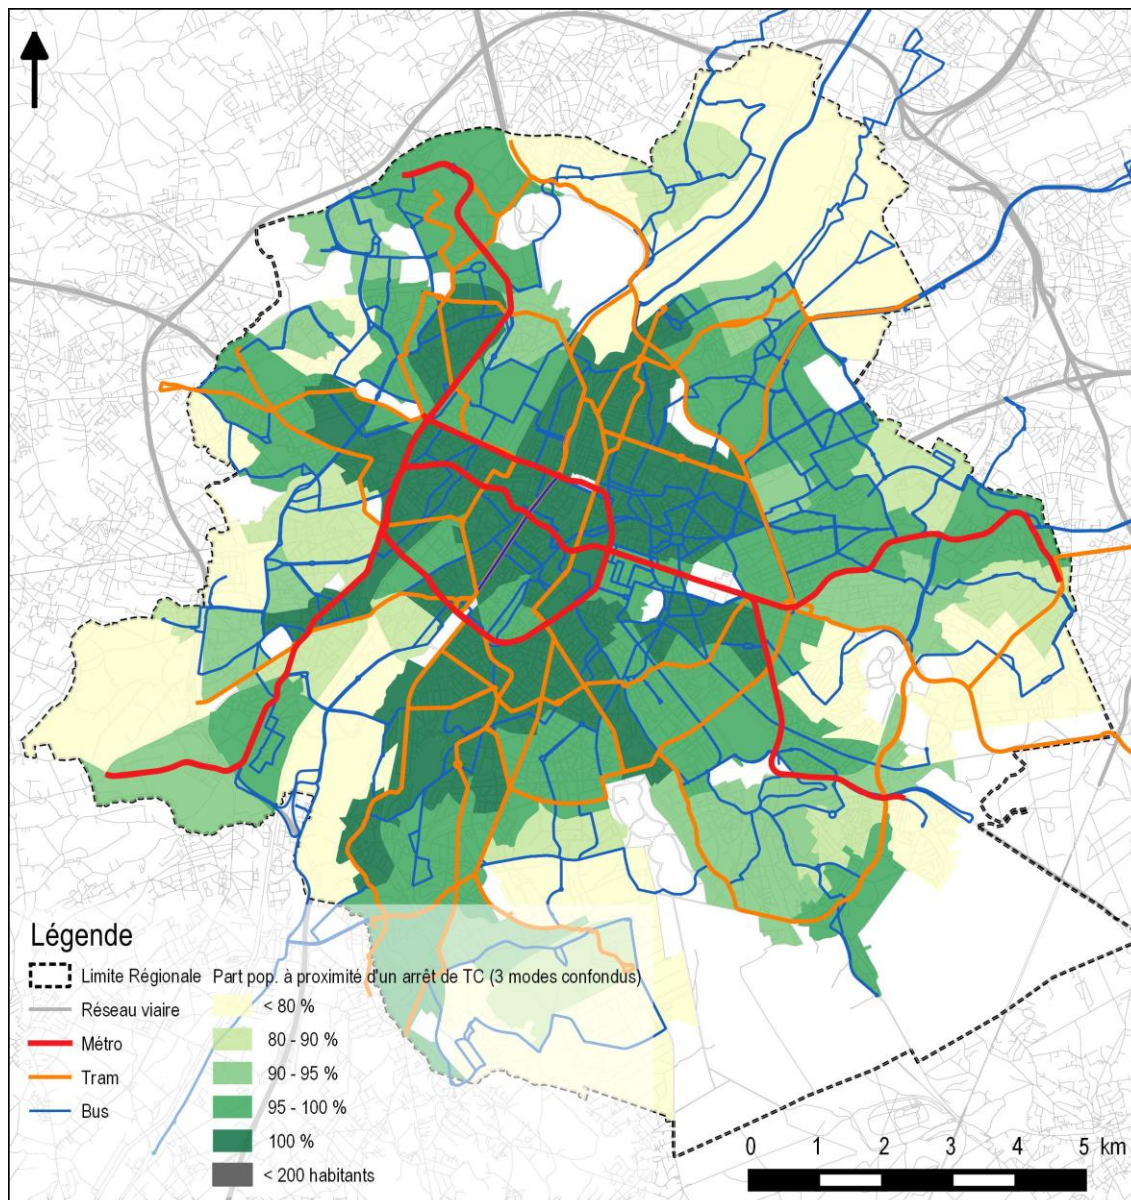 Légende
Limite Régionale
Réseau viaire
Métro
Tram
Bus
Part pop. à proximité d'un arrêt de TC (3 modes confondus)
< 80 %
80 - 90 %
90 - 95 %
95 - 100 %
100 %
< 200 habitants
0 1 2 3 4 5 km